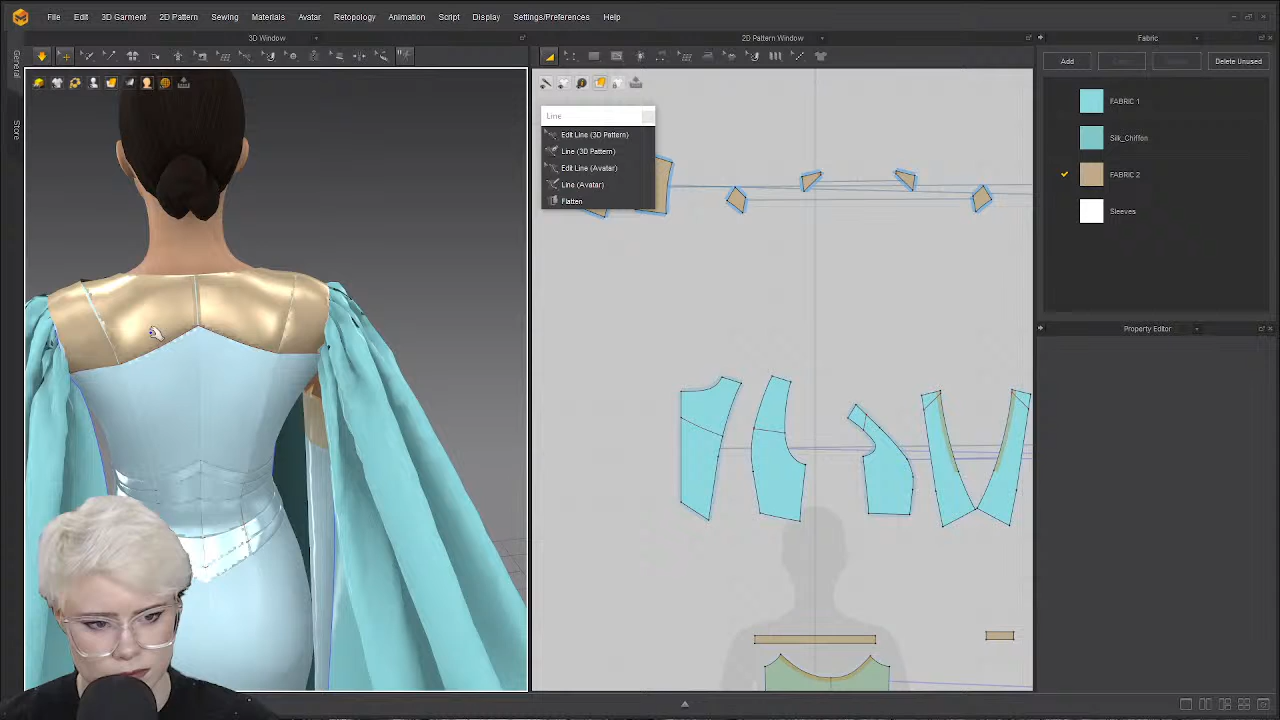 File Edit 3D Garment 2D Pattern Sewing Materials Avatar Retopology Animation Script Display Settings/Preferences Help
3D Window
2D Pattern Window
Fabric
General
Store
Add
Delete Unused
FABRIC 1
Silk_Chiffon
FABRIC 2
Sleeves
Line
Edit Line (3D Pattern)
Line (3D Pattern)
Edit Line (Avatar)
Line (Avatar)
Flatten
Property Editor